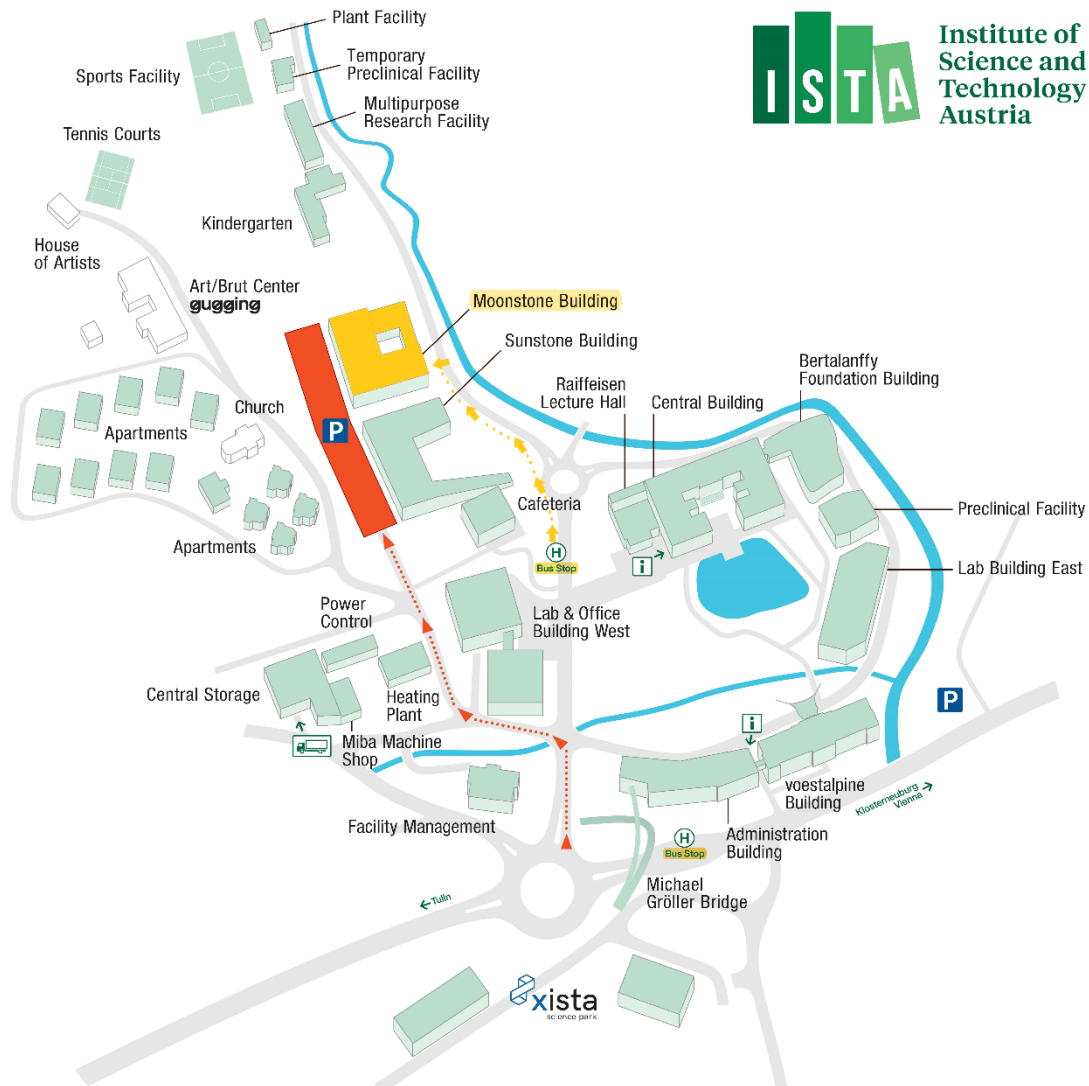 Plant Facility
Temporary
Preclinical Facility
Sports Facility
Multipurpose
Research Facility
ISTA
Institute of
Science and
Technology
Austria
Tennis Courts
Kindergarten
House
of Artists
Art/Brut Center
gugging
Moonstone Building
Sunstone Building
Raiffeisen
Lecture Hall
Central Building
Bertalanffy
Foundation Building
Church
Apartments
P
Cafeteria
Preclinical Facility
Apartments
H
Bus Stop
i
Lab Building East
Power
Control
Lab & Office
Building West
Central Storage
Heating
Plant
Miba Machine
Shop
P
i
voestalpine
Building
Klosterneuburg
Vienna
Facility Management
H
Bus Stop
Administration
Building
Michael
Gröller Bridge
Tulln
xista
science park